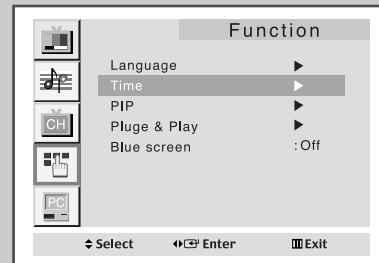 Function
Language ▶
Time ▶
PIP ▶
Pluge & Play ▶
Blue screen : Off
CH
PC
Select Enter Exit